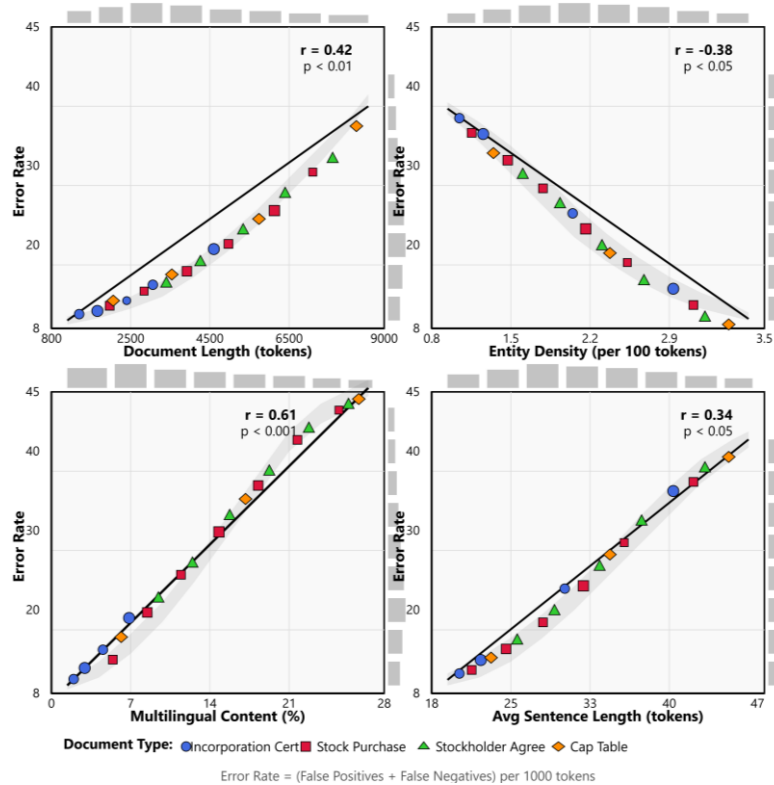 45
40
30
20
8
Error Rate
r = 0.42
p < 0.01
800 2500 4500 6500 9000
Document Length (tokens)
45
40
30
20
8
Error Rate
r = -0.38
p < 0.05
0.8 1.5 2.2 2.9 3.5
Entity Density (per 100 tokens)
45
40
30
20
8
Error Rate
r = 0.61
p < 0.001
0 7 14 21 28
Multilingual Content (%)
45
40
30
20
8
Error Rate
r = 0.34
p < 0.05
18 25 33 40 47
Avg Sentence Length (tokens)
Document Type: Incorporation Cert Stock Purchase Stockholder Agree Cap Table
Error Rate = (False Positives + False Negatives) per 1000 tokens